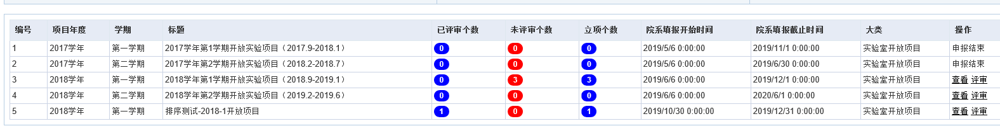 编号 项目年度 学期 标题 已评审个数 未评审个数 立项个数 院系填报开始时间 院系填报截止时间 大类 操作
1 2017学年 第一学期 2017学年第1学期开放实验项目（2017.9-2018.1） 0 0 0 2019/5/6 0:00:00 2019/11/1 0:00:00 实验室开放项目 申报结束
2 2017学年 第二学期 2017学年第2学期开放实验项目（2018.2-2018.7） 0 0 0 2019/5/6 0:00:00 2019/6/30 0:00:00 实验室开放项目 申报结束
3 2018学年 第一学期 2018学年第1学期开放实验项目（2018.9-2019.1） 0 3 3 2019/6/6 0:00:00 2019/12/1 0:00:00 实验室开放项目 查看 评审
4 2018学年 第二学期 2018学年第2学期开放实验项目（2019.2-2019.6） 0 0 0 2019/6/6 0:00:00 2020/6/1 0:00:00 实验室开放项目 查看 评审
5 2018学年 第一学期 排序测试-2018-1开放项目 1 0 1 2019/10/30 0:00:00 2019/12/31 0:00:00 实验室开放项目 查看 评审